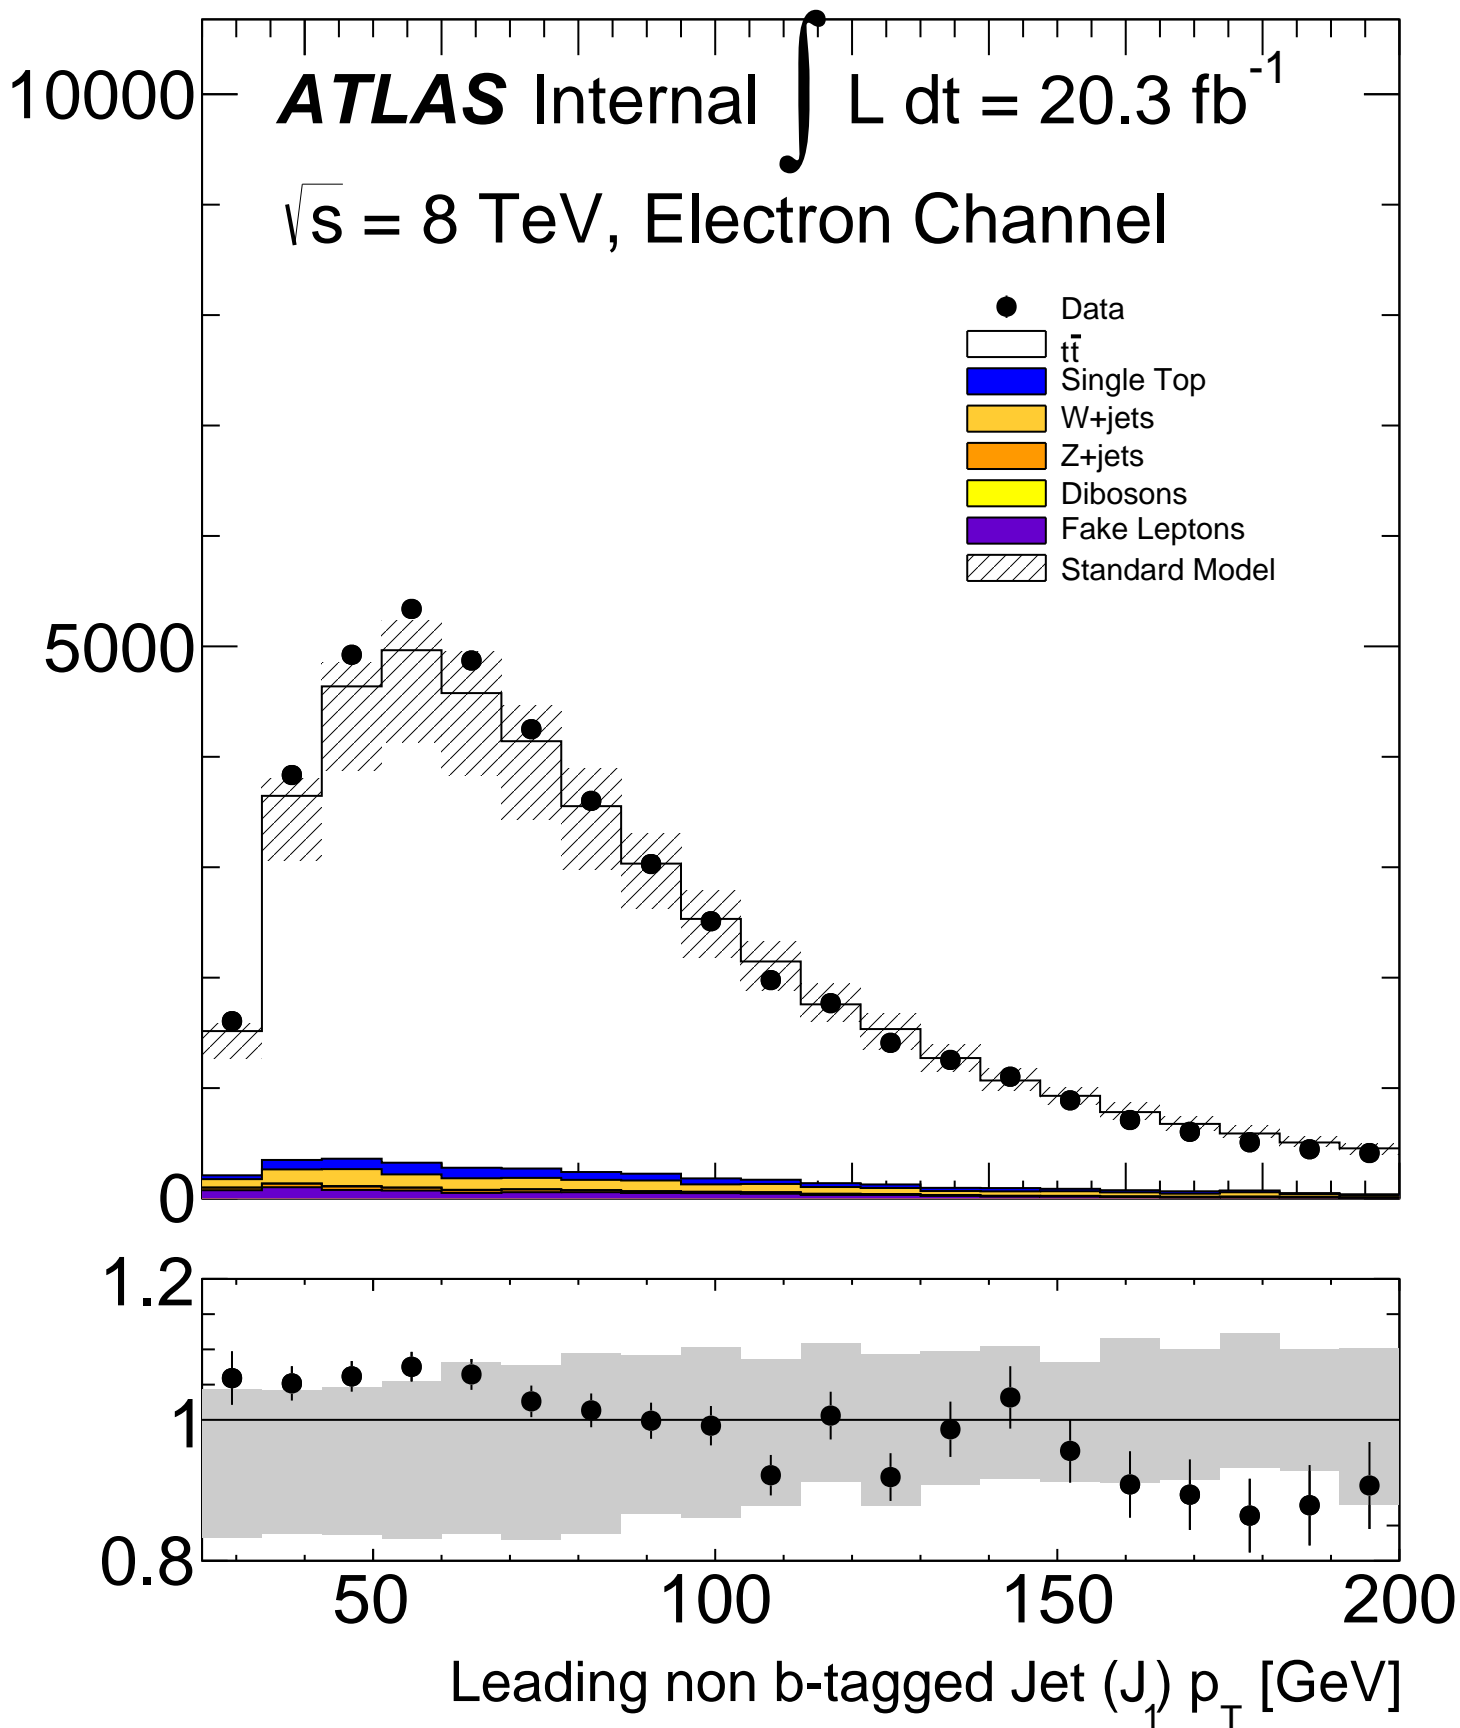 10000
ATLAS Internal ∫ L dt = 20.3 fb⁻¹
√s = 8 TeV, Electron Channel
Data
tt̄
Single Top
W+jets
Z+jets
Dibosons
Fake Leptons
Standard Model
5000
0
1.2
1
0.8
50 100 150 200
Leading non b-tagged Jet (J₁) p_T [GeV]